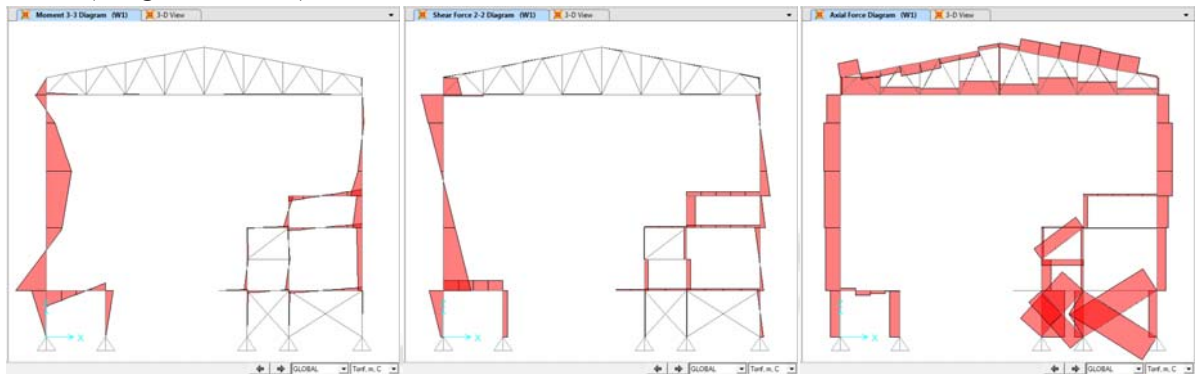 Moment 3-3 Diagram (W1)
3-D View
Shear Force 2-2 Diagram (W1)
3-D View
Axial Force Diagram (W1)
3-D View
X
X
X
GLOBAL
Tonf, m, C
GLOBAL
Tonf, m, C
GLOBAL
Tonf, m, C